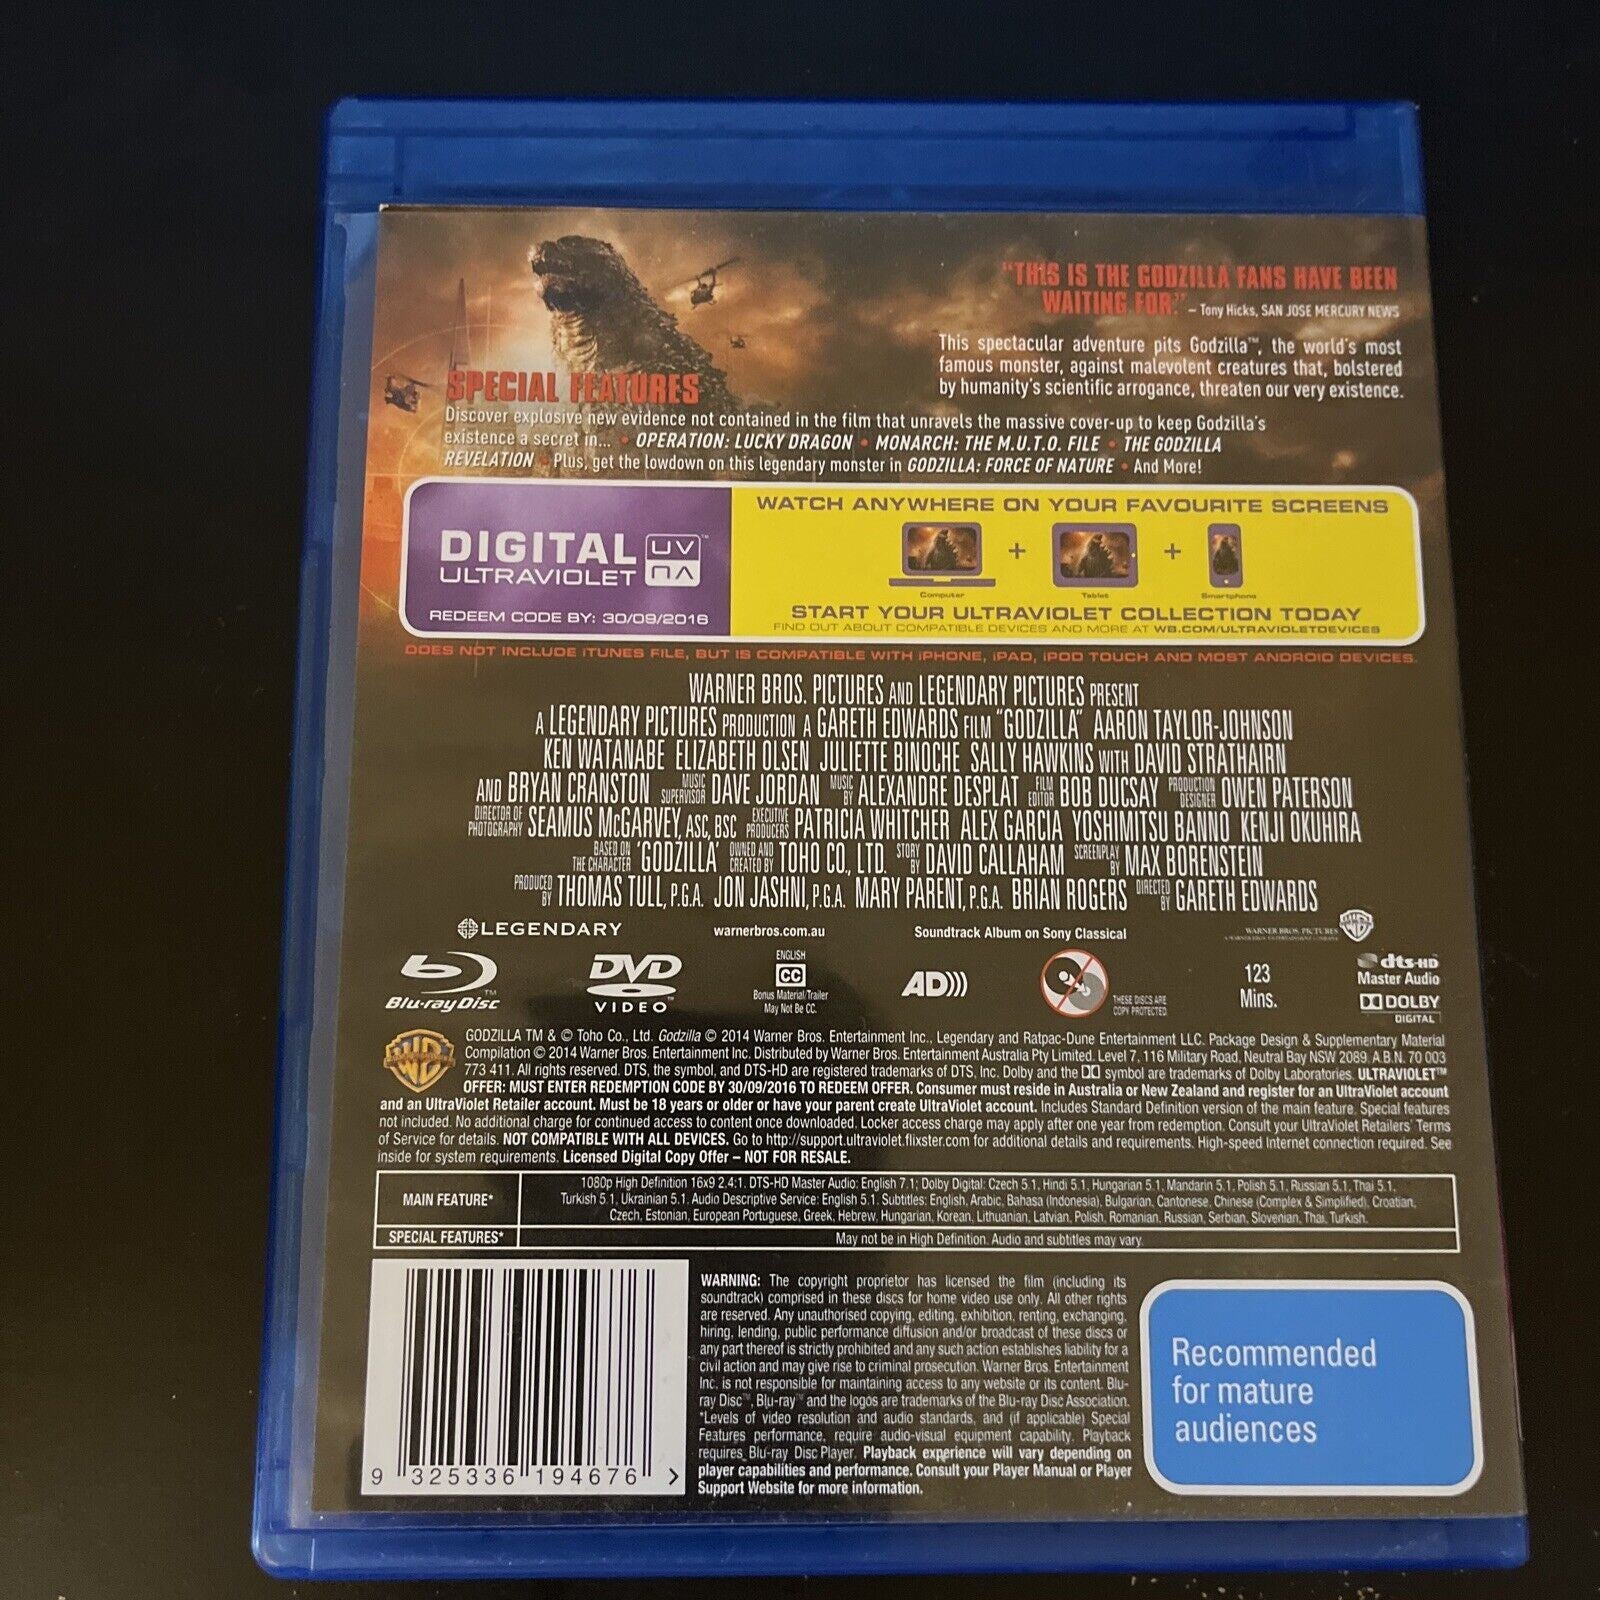 "THIS IS THE GODZILLA FANS HAVE BEEN
WAITING FOR." – Tony Hicks, SAN JOSE MERCURY NEWS
This spectacular adventure pits Godzilla™, the world's most
famous monster, against malevolent creatures that, bolstered
by humanity's scientific arrogance, threaten our very existence.
SPECIAL FEATURES
Discover explosive new evidence not contained in the film that unravels the massive cover-up to keep Godzilla's
existence a secret in... • OPERATION: LUCKY DRAGON • MONARCH: THE M.U.T.O. FILE • THE GODZILLA
REVELATION • Plus, get the lowdown on this legendary monster in GODZILLA: FORCE OF NATURE • And More!
DIGITAL
ULTRAVIOLET
UV
UV™
REDEEM CODE BY: 30/09/2016
WATCH ANYWHERE ON YOUR FAVOURITE SCREENS
+ +
Computer Tablet Smartphone
START YOUR ULTRAVIOLET COLLECTION TODAY
FIND OUT ABOUT COMPATIBLE DEVICES AND MORE AT WB.COM/ULTRAVIOLETDEVICES
DOES NOT INCLUDE iTUNES FILE, BUT IS COMPATIBLE WITH iPHONE, iPAD, iPOD TOUCH AND MOST ANDROID DEVICES.
WARNER BROS. PICTURES AND LEGENDARY PICTURES PRESENT
A LEGENDARY PICTURES PRODUCTION A GARETH EDWARDS FILM "GODZILLA" AARON TAYLOR-JOHNSON
KEN WATANABE ELIZABETH OLSEN JULIETTE BINOCHE SALLY HAWKINS WITH DAVID STRATHAIRN
AND BRYAN CRANSTON MUSIC SUPERVISOR DAVE JORDAN MUSIC BY ALEXANDRE DESPLAT FILM EDITOR BOB DUCSAY PRODUCTION DESIGNER OWEN PATERSON
DIRECTOR OF PHOTOGRAPHY SEAMUS McGARVEY, ASC, BSC EXECUTIVE PRODUCERS PATRICIA WHITCHER ALEX GARCIA YOSHIMITSU BANNO KENJI OKUHIRA
BASED ON THE CHARACTER 'GODZILLA' OWNED AND CREATED BY TOHO CO., LTD. STORY BY DAVID CALLAHAM SCREENPLAY BY MAX BORENSTEIN
PRODUCED BY THOMAS TULL, P.G.A. JON JASHNI, P.G.A. MARY PARENT, P.G.A. BRIAN ROGERS DIRECTED BY GARETH EDWARDS
LEGENDARY warnerbros.com.au Soundtrack Album on Sony Classical WARNER BROS. PICTURES
Blu-ray Disc™
DVD
VIDEO™
ENGLISH
CC
Bonus Material/Trailer
May Not Be CC.
AD)))
THESE DISCS ARE
COPY PROTECTED.
123
Mins.
dts-HD
Master Audio
DOLBY
DIGITAL
WB
GODZILLA TM & © Toho Co., Ltd. Godzilla © 2014 Warner Bros. Entertainment Inc., Legendary and Ratpac-Dune Entertainment LLC. Package Design & Supplementary Material
Compilation © 2014 Warner Bros. Entertainment Inc. Distributed by Warner Bros. Entertainment Australia Pty Limited. Level 7, 116 Military Road, Neutral Bay NSW 2089. A.B.N. 70 003
773 411. All rights reserved. DTS, the symbol, and DTS-HD are registered trademarks of DTS, Inc. Dolby and the DD symbol are trademarks of Dolby Laboratories. ULTRAVIOLET™
OFFER: MUST ENTER REDEMPTION CODE BY 30/09/2016 TO REDEEM OFFER. Consumer must reside in Australia or New Zealand and register for an UltraViolet account
and an UltraViolet Retailer account. Must be 18 years or older or have your parent create UltraViolet account. Includes Standard Definition version of the main feature. Special features
not included. No additional charge for continued access to content once downloaded. Locker access charge may apply after one year from redemption. Consult your UltraViolet Retailers' Terms
of Service for details. NOT COMPATIBLE WITH ALL DEVICES. Go to http://support.ultraviolet.flixster.com for additional details and requirements. High-speed Internet connection required. See
inside for system requirements. Licensed Digital Copy Offer – NOT FOR RESALE.
MAIN FEATURE*
1080p High Definition 16x9 2.4:1. DTS-HD Master Audio: English 7.1; Dolby Digital: Czech 5.1, Hindi 5.1, Hungarian 5.1, Mandarin 5.1, Polish 5.1, Russian 5.1, Thai 5.1,
Turkish 5.1, Ukrainian 5.1. Audio Descriptive Service: English 5.1. Subtitles: English, Arabic, Bahasa (Indonesia), Bulgarian, Cantonese, Chinese (Complex & Simplified), Croatian,
Czech, Estonian, European Portuguese, Greek, Hebrew, Hungarian, Korean, Lithuanian, Latvian, Polish, Romanian, Russian, Serbian, Slovenian, Thai, Turkish.
SPECIAL FEATURES*
May not be in High Definition. Audio and subtitles may vary.
9 325336 194676 >
WARNING: The copyright proprietor has licensed the film (including its
soundtrack) comprised in these discs for home video use only. All other rights
are reserved. Any unauthorised copying, editing, exhibition, renting, exchanging,
hiring, lending, public performance diffusion and/or broadcast of these discs or
any part thereof is strictly prohibited and any such action establishes liability for a
civil action and may give rise to criminal prosecution. Warner Bros. Entertainment
Inc. is not responsible for maintaining access to any website or its content. Blu-
ray Disc™, Blu-ray™ and the logos are trademarks of the Blu-ray Disc Association.
*Levels of video resolution and audio standards, and (if applicable) Special
Features performance, require audio-visual equipment capability. Playback
requires Blu-ray Disc Player. Playback experience will vary depending on
player capabilities and performance. Consult your Player Manual or Player
Support Website for more information.
Recommended
for mature
audiences